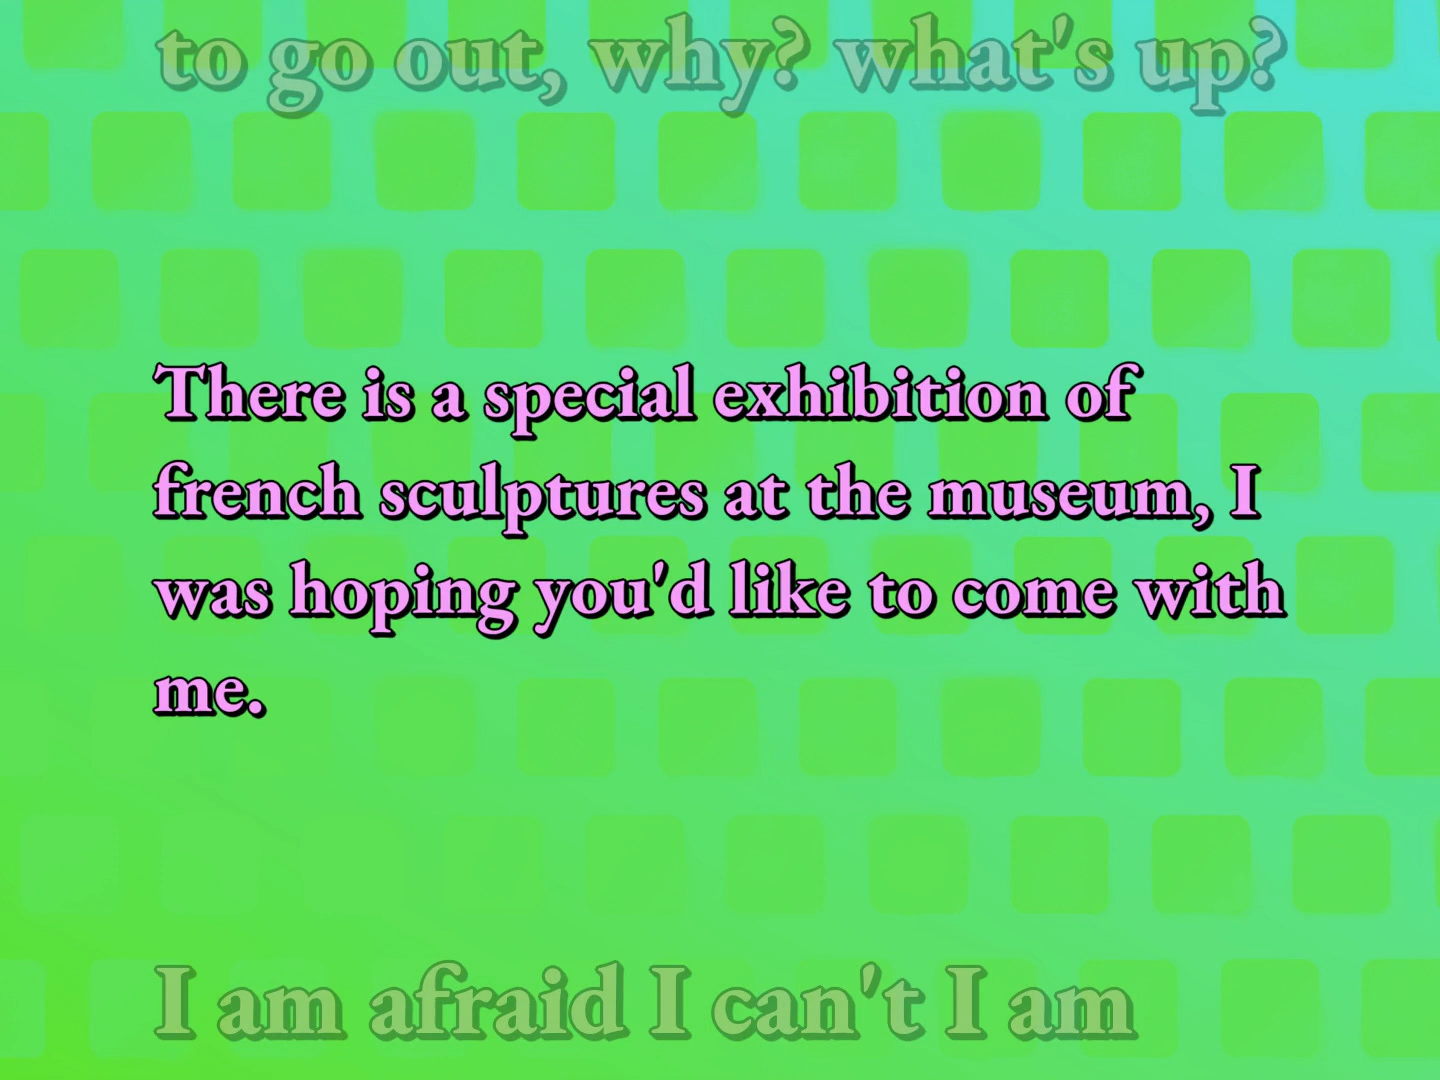 to go out, why? what's up?
There is a special exhibition of
french sculptures at the museum, I
was hoping you'd like to come with
me.
I am afraid I can't I am